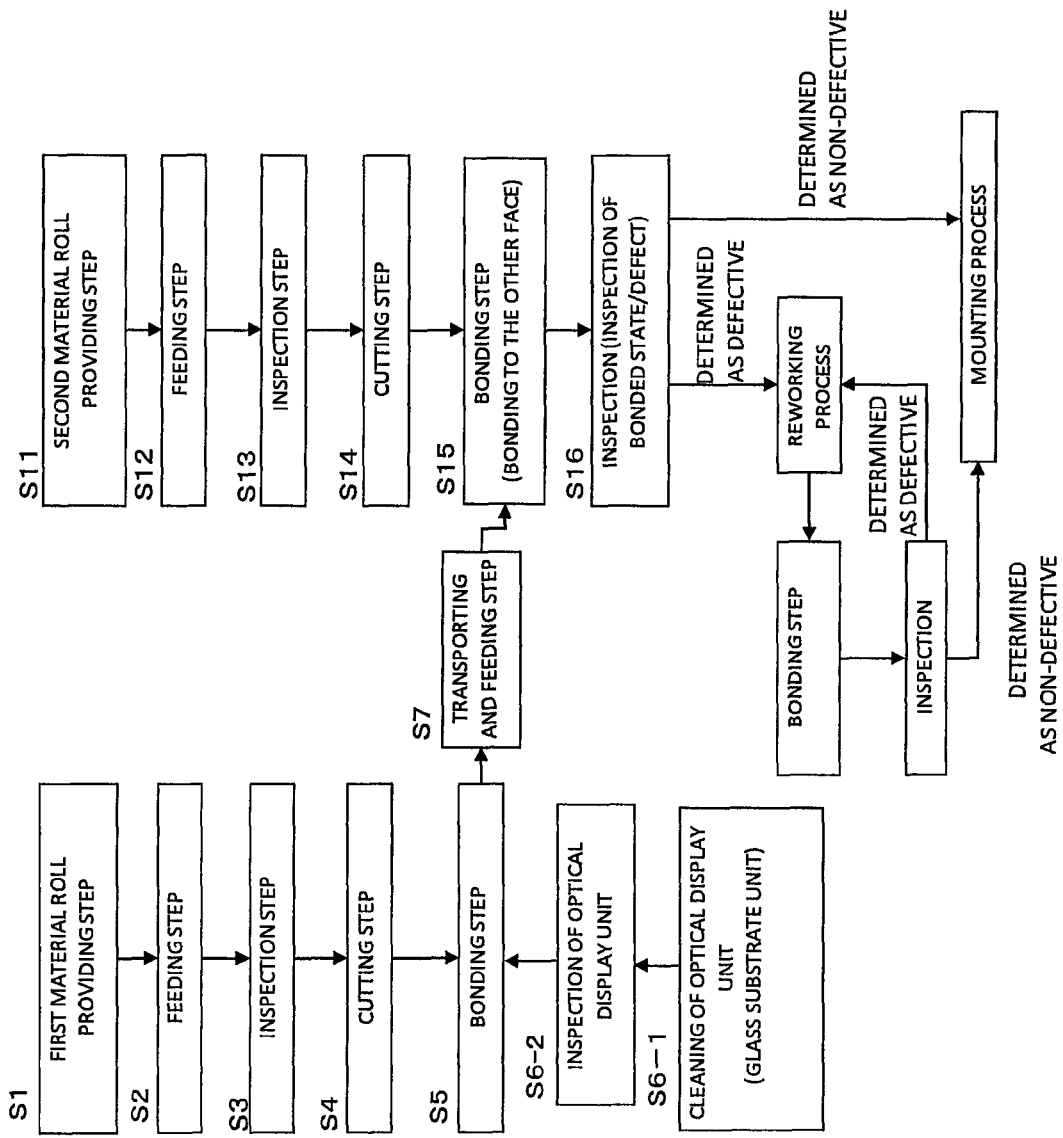 S1
FIRST MATERIAL ROLL
PROVIDING STEP
S2
FEEDING STEP
S3
INSPECTION STEP
S4
CUTTING STEP
S5
BONDING STEP
S6-2
INSPECTION OF OPTICAL
DISPLAY UNIT
S6-1
CLEANING OF OPTICAL DISPLAY
UNIT
(GLASS SUBSTRATE UNIT)
S7
TRANSPORTING
AND FEEDING STEP
S11
SECOND MATERIAL ROLL
PROVIDING STEP
S12
FEEDING STEP
S13
INSPECTION STEP
S14
CUTTING STEP
S15
BONDING STEP
(BONDING TO THE OTHER FACE)
S16
INSPECTION (INSPECTION OF
BONDED STATE/DEFECT)
DETERMINED
AS DEFECTIVE
DETERMINED
AS NON-DEFECTIVE
REWORKING
PROCESS
BONDING STEP
DETERMINED
AS DEFECTIVE
INSPECTION
DETERMINED
AS NON-DEFECTIVE
MOUNTING PROCESS